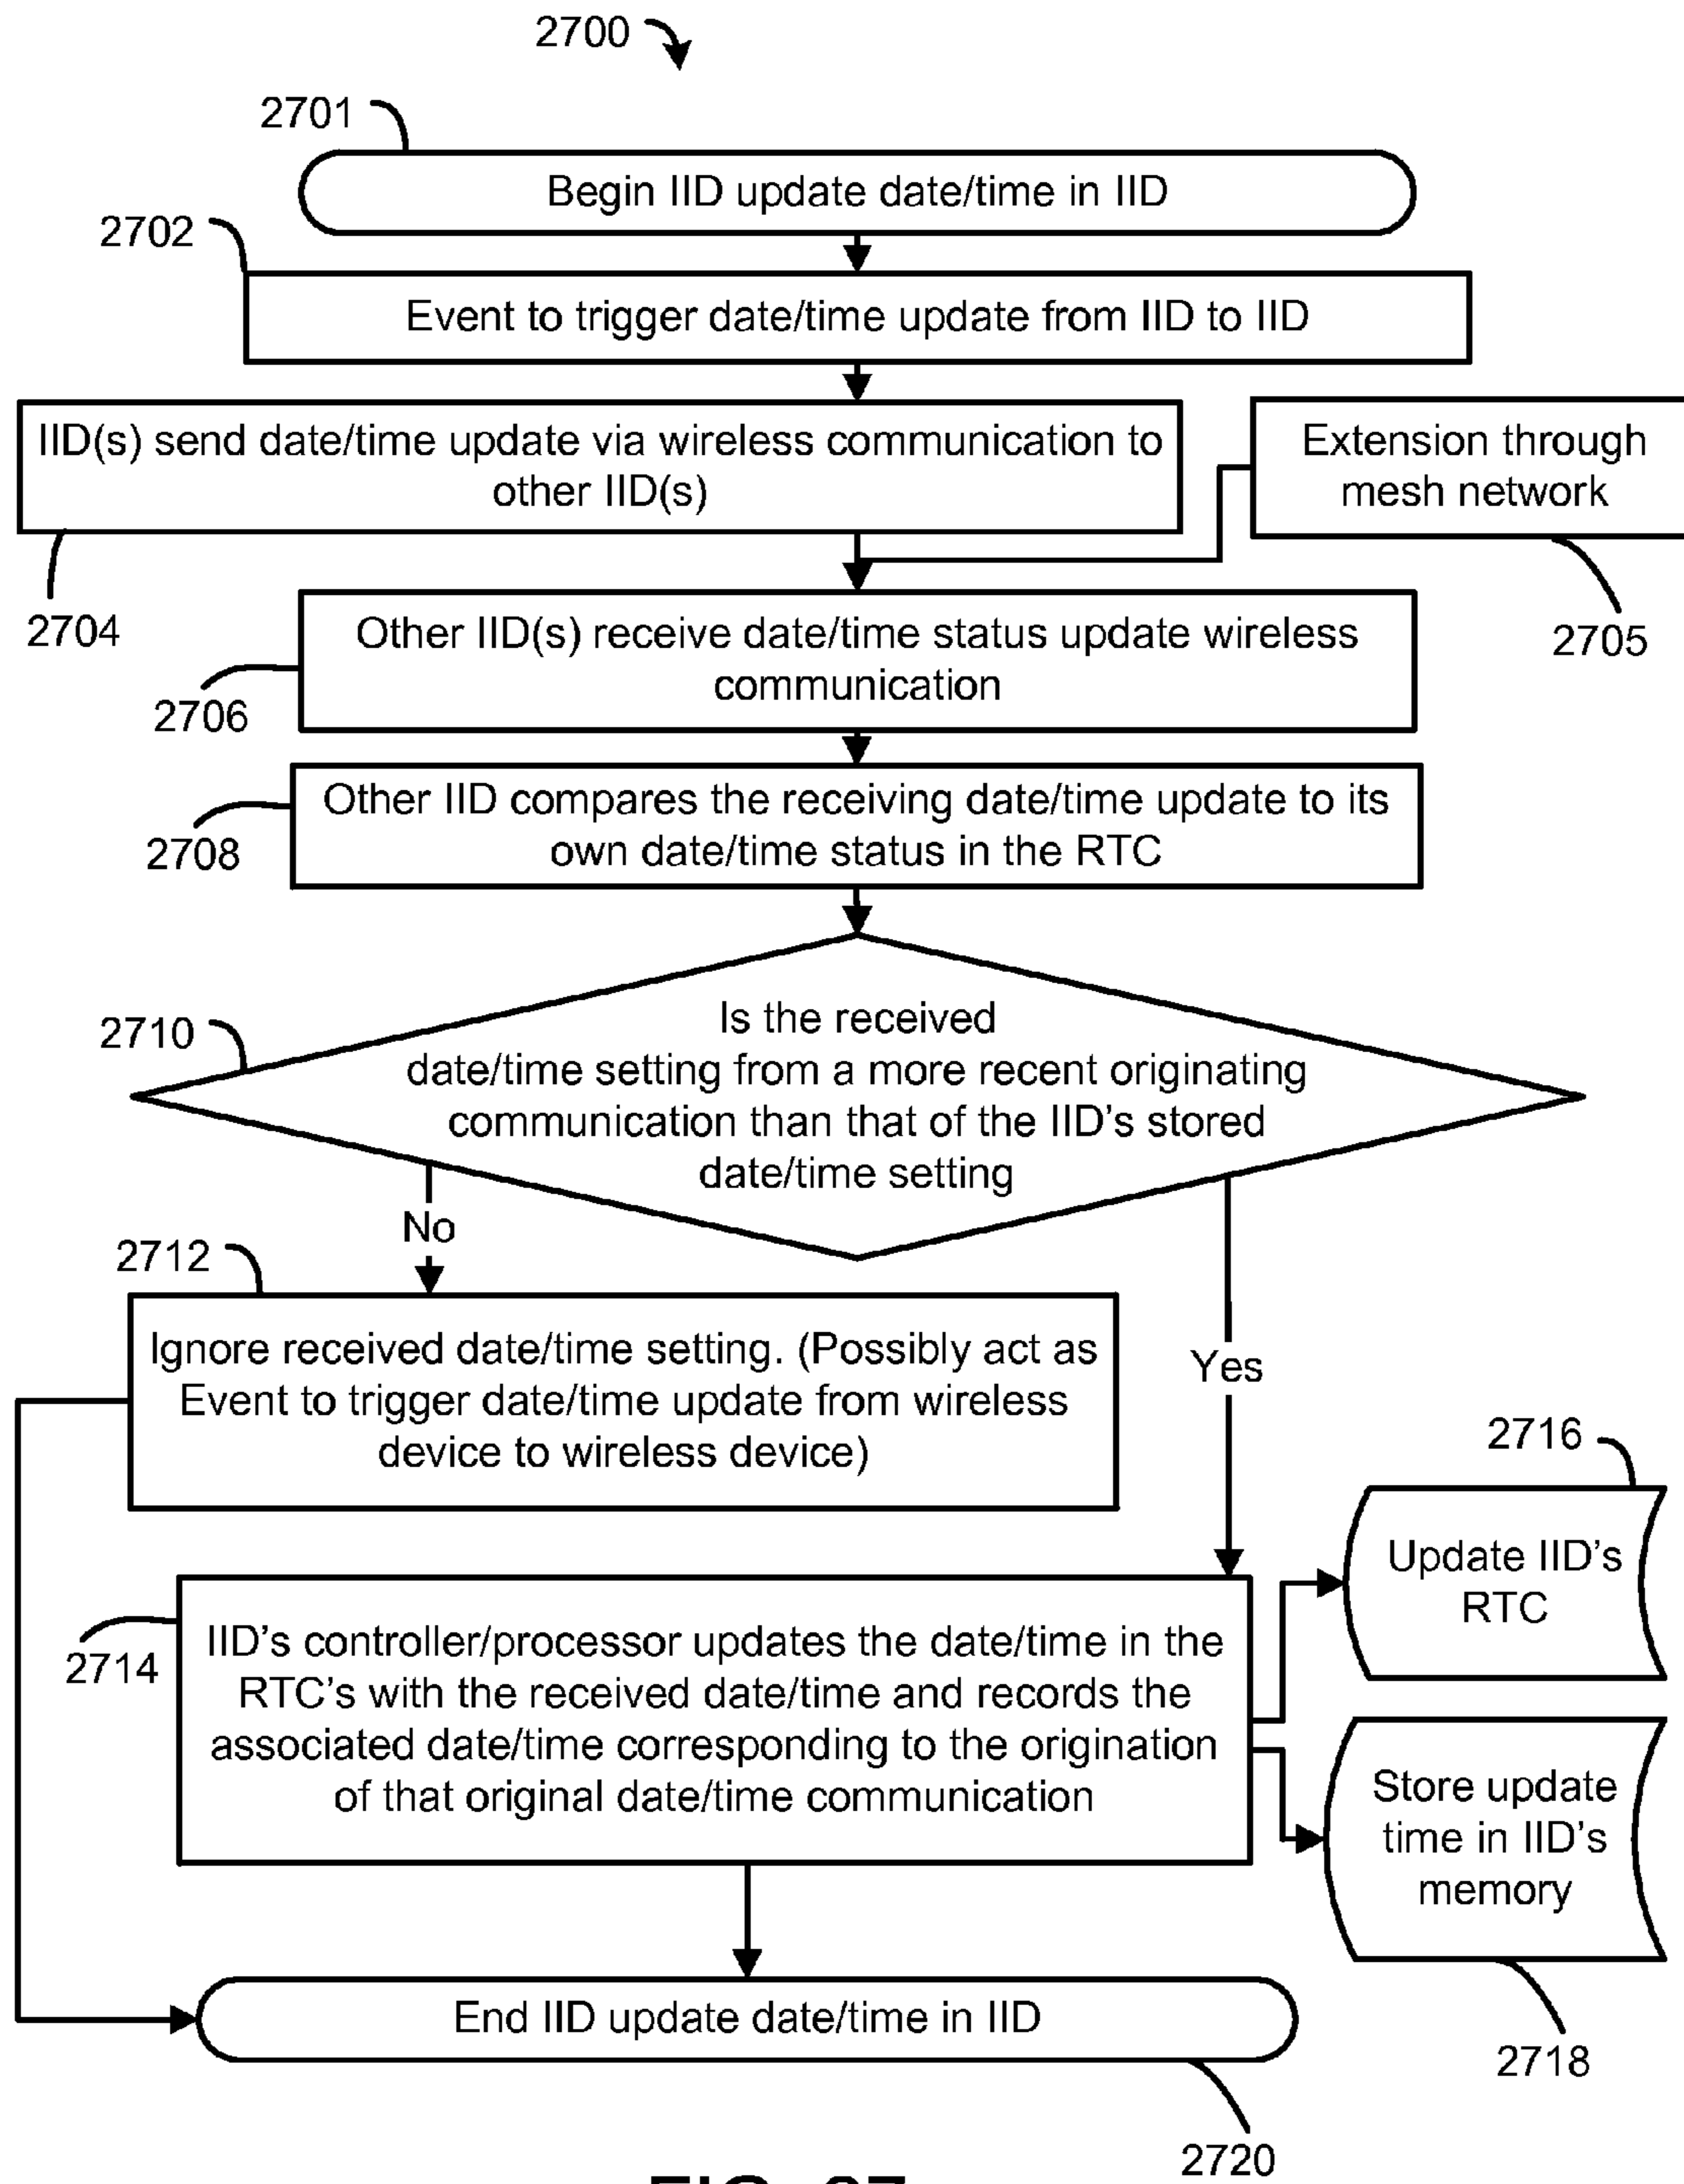 2700
2701
Begin IID update date/time in IID
2702
Event to trigger date/time update from IID to IID
IID(s) send date/time update via wireless communication to
other IID(s)
Extension through
mesh network
2704
2705
Other IID(s) receive date/time status update wireless
communication
2706
Other IID compares the receiving date/time update to its
own date/time status in the RTC
2708
2710
Is the received
date/time setting from a more recent originating
communication than that of the IID's stored
date/time setting
No
Yes
2712
Ignore received date/time setting. (Possibly act as
Event to trigger date/time update from wireless
device to wireless device)
2716
Update IID's
RTC
2714
IID's controller/processor updates the date/time in the
RTC's with the received date/time and records the
associated date/time corresponding to the origination
of that original date/time communication
Store update
time in IID's
memory
2718
End IID update date/time in IID
2720
FIG. 27